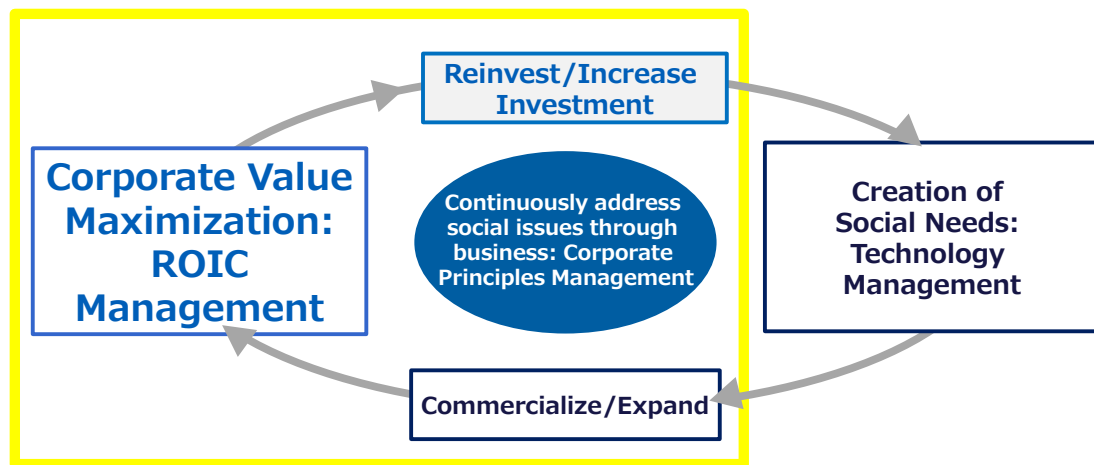 Reinvest/Increase
Investment
Corporate Value
Maximization:
ROIC
Management
Continuously address
social issues through
business: Corporate
Principles Management
Creation of
Social Needs:
Technology
Management
Commercialize/Expand